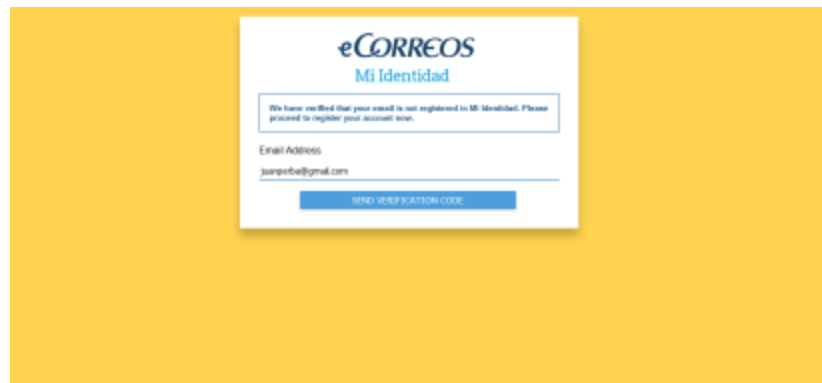 eCORREOS
Mi Identidad
We have verified that your email is not registered in Mi Identidad. Please
proceed to register your account now.
Email Address
juanperba@gmail.com
SEND VERIFICATION CODE